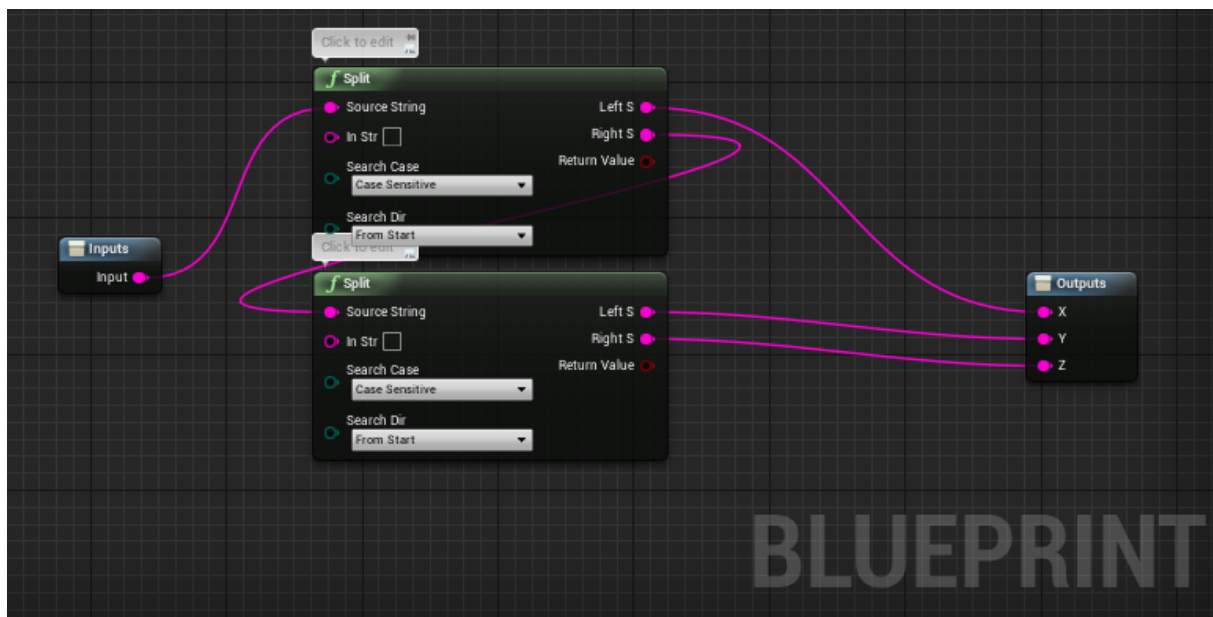 Click to edit
Split
Source String Left S
In Str Right S
Return Value
Search Case
Case Sensitive
Search Dir
From Start
Inputs
Input
Click to edit
Split
Source String Left S
In Str Right S
Search Case Return Value
Case Sensitive
Search Dir
From Start
Outputs
X
Y
Z
BLUEPRINT